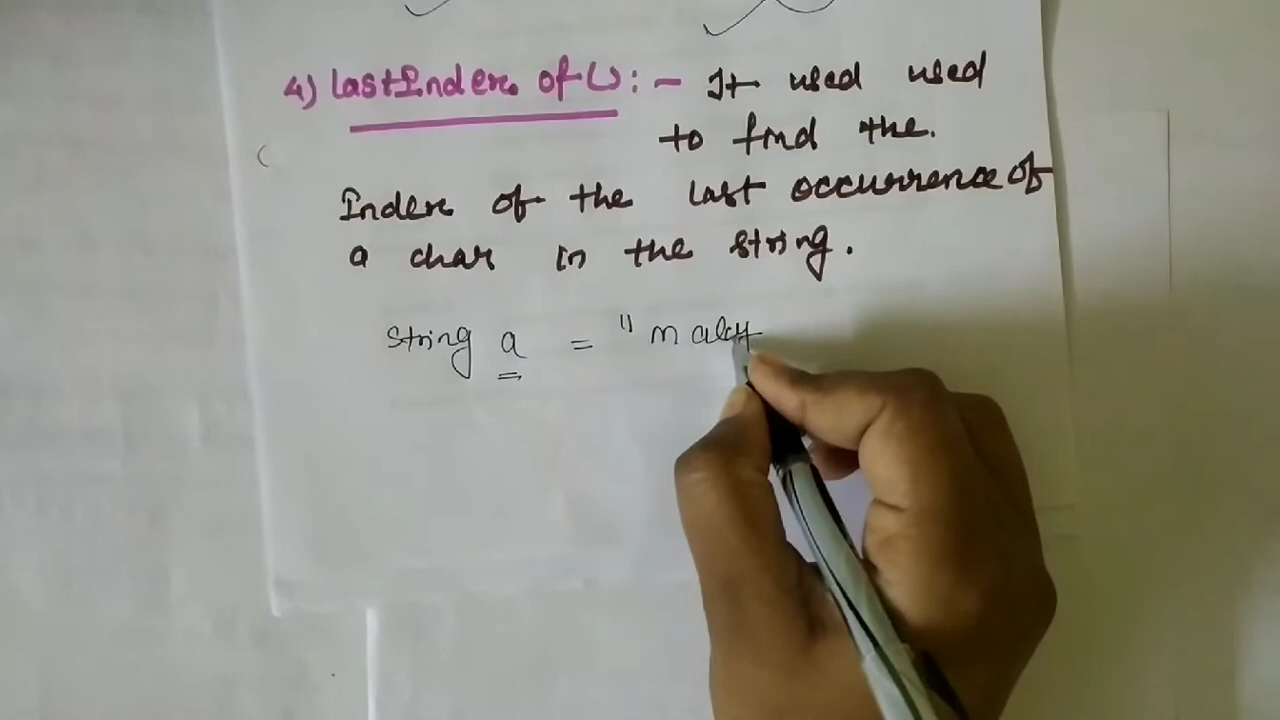 4) lastIndex of():- It used used
to find the.
Index of the last occurrence of
a char in the string.
String a = "malay